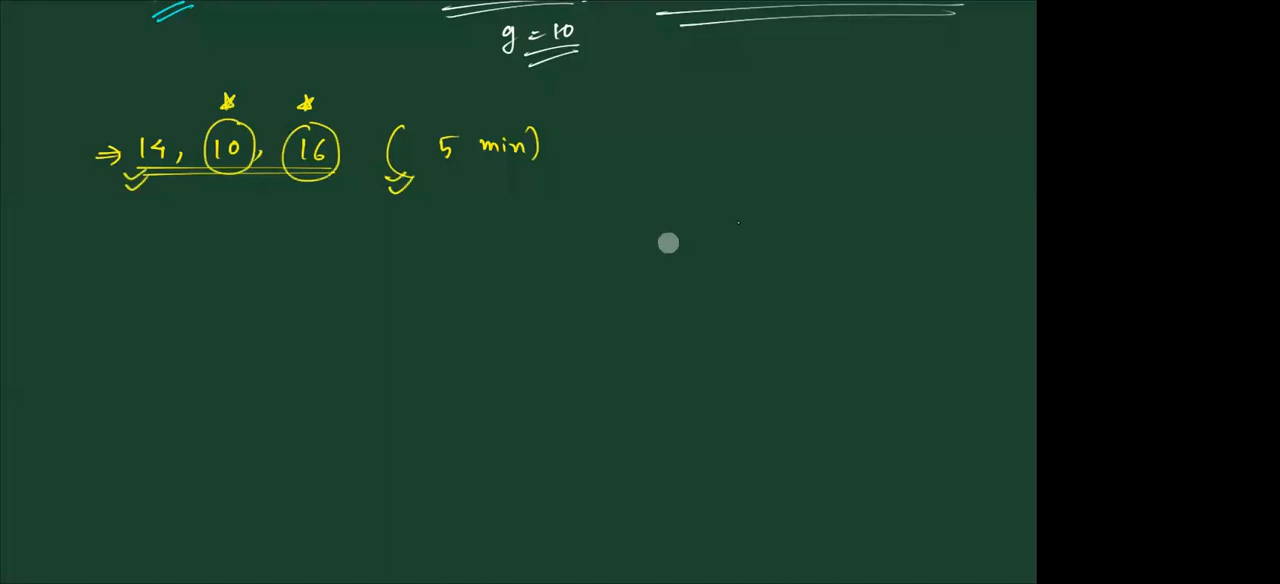 g = 10
⇒ 14, 10, 16 ( 5 min)